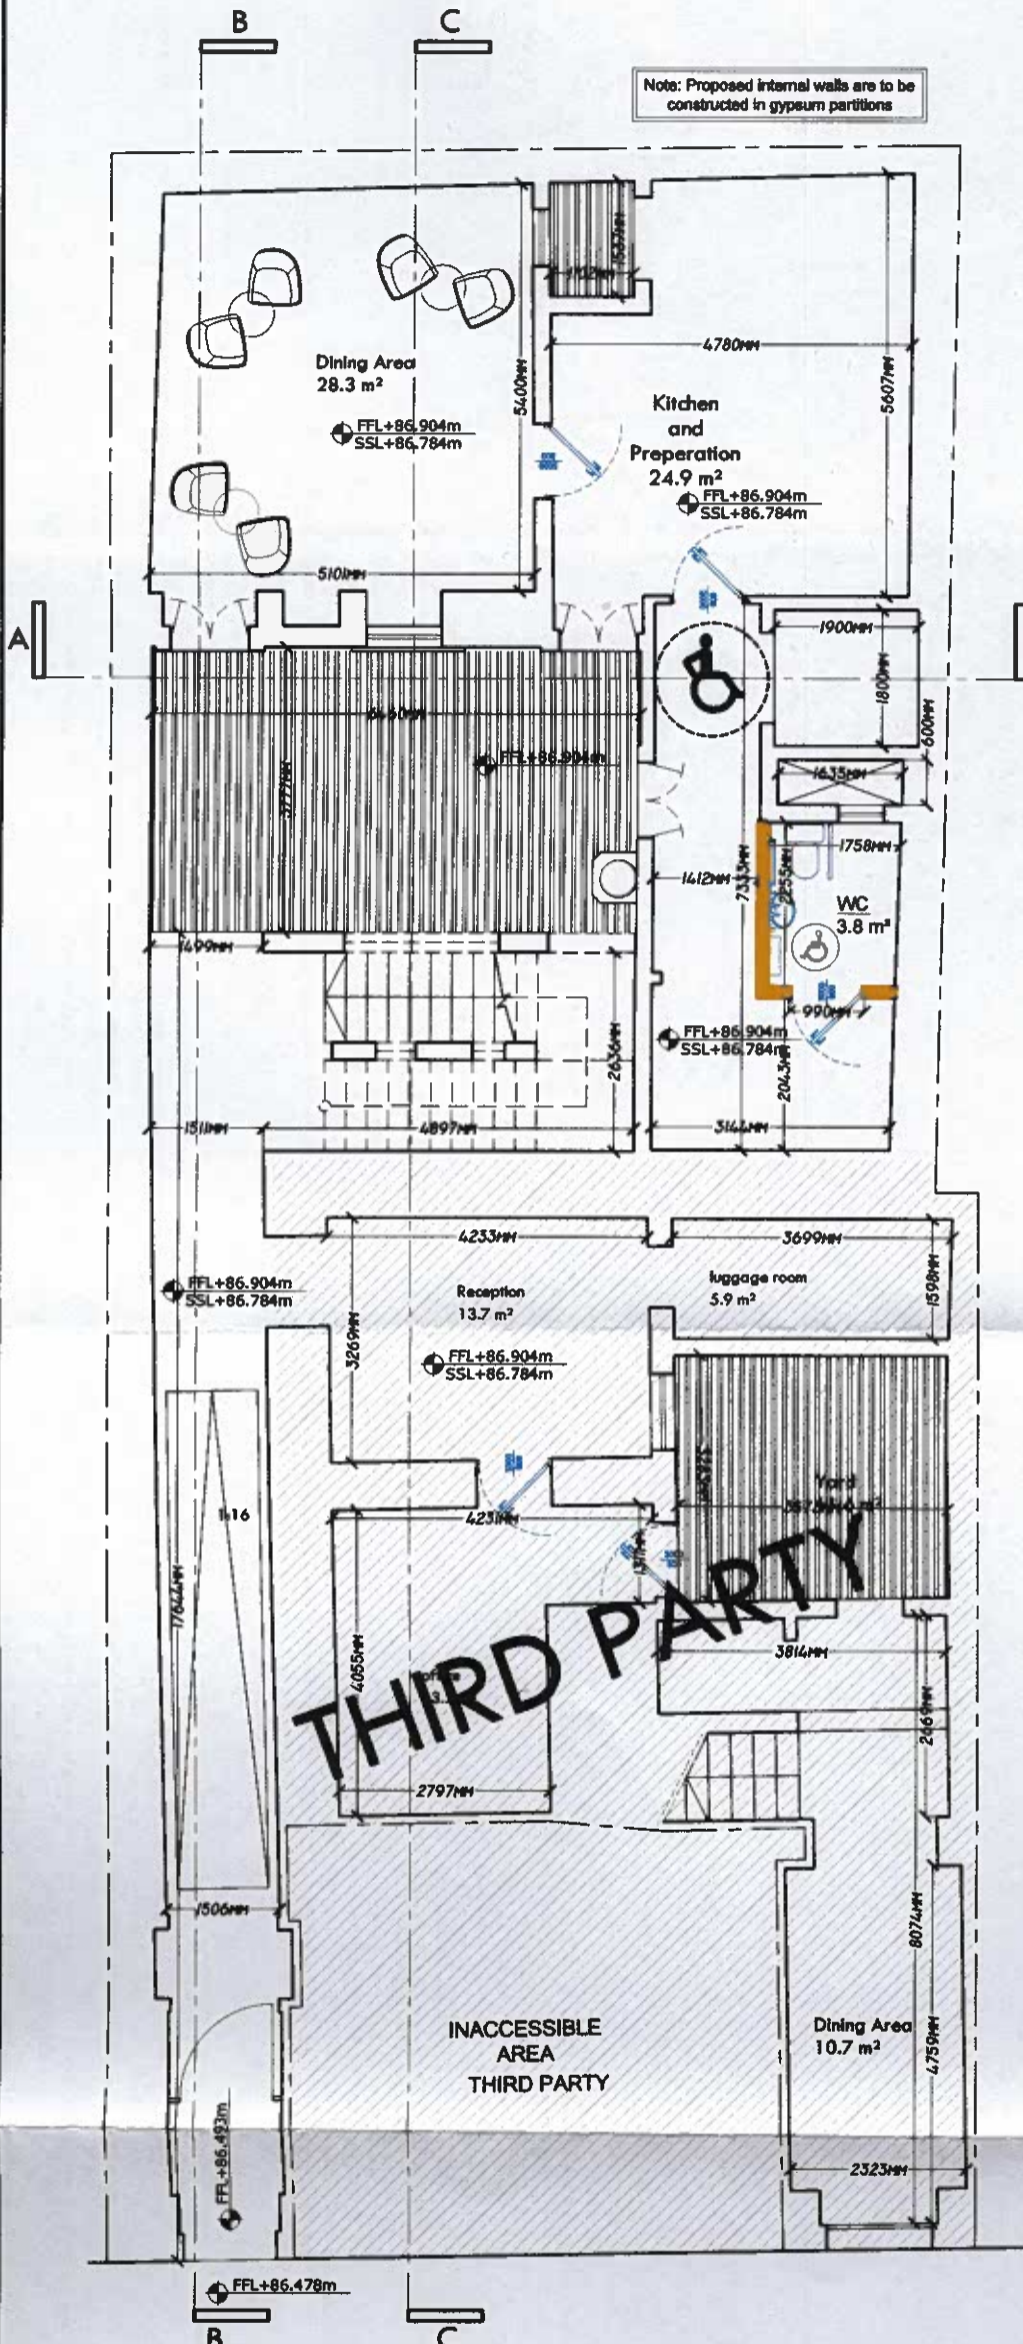 B
C
Note: Proposed internal walls are to be
constructed in gypsum partitions
Dining Area
28.3 m²
FFL+86.904m
SSL+86.784m
5400MM
4780MM
5607MM
Kitchen
and
Preperation
24.9 m²
FFL+86.904m
SSL+86.784m
5101MM
A
1900MM
1800MM
600MM
FFL+86.904m
1635MM
1758MM
1412MM
7333MM
2255MM
WC
3.8 m²
1499MM
990MM
FFL+86.904m
SSL+86.784m
2636MM
2043MM
1511MM
4897MM
3144MM
4233MM
3699MM
Reception
13.7 m²
luggage room
5.9 m²
1598MM
FFL+86.904m
SSL+86.784m
3269MM
FFL+86.904m
SSL+86.784m
1:16
Yard
4231MM
17644MM
4055MM
THIRD PARTY
3814MM
2669MM
2797MM
1506MM
8074MM
INACCESSIBLE
AREA
THIRD PARTY
Dining Area
10.7 m²
4759MM
FFL+86.493m
2323MM
FFL+86.478m
B
C